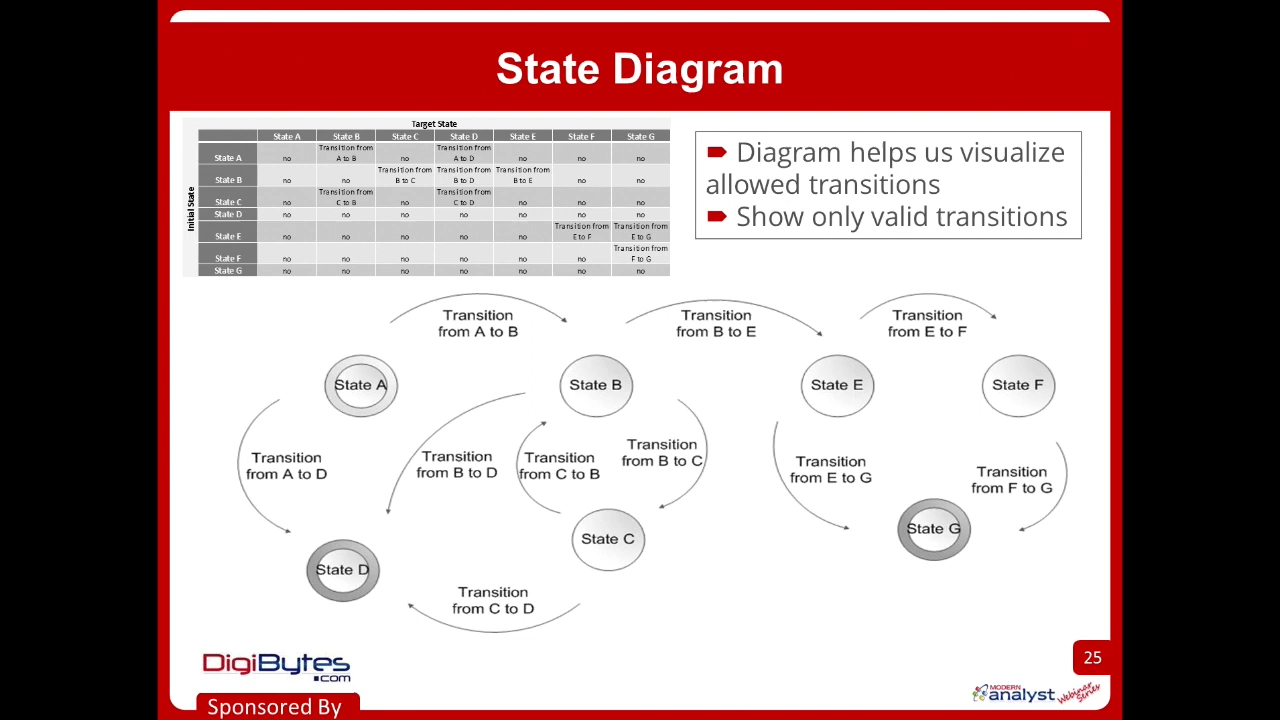 State Diagram
Target State
State A State B State C State D State E State F State G
Initial State
Transition from Transition from
State A no A to B no A to D no no no
Transition from Transition from Transition from
State B no no B to C B to D B to E no no
Transition from Transition from
State C no C to B no C to D no no no
State D no no no no no no no
Transition from Transition from
State E no no no no no E to F E to G
Transition from
State F no no no no no no F to G
State G no no no no no no no
Diagram helps us visualize
allowed transitions
Show only valid transitions
Transition
from A to B
Transition
from B to E
Transition
from E to F
State A
State B
State E
State F
Transition
from A to D
Transition
from B to D
Transition
from C to B
Transition
from B to C
Transition
from E to G
Transition
from F to G
State D
State C
State G
Transition
from C to D
DigiBytes
.com
25
MODERN
analyst Webinar
Series
Sponsored By